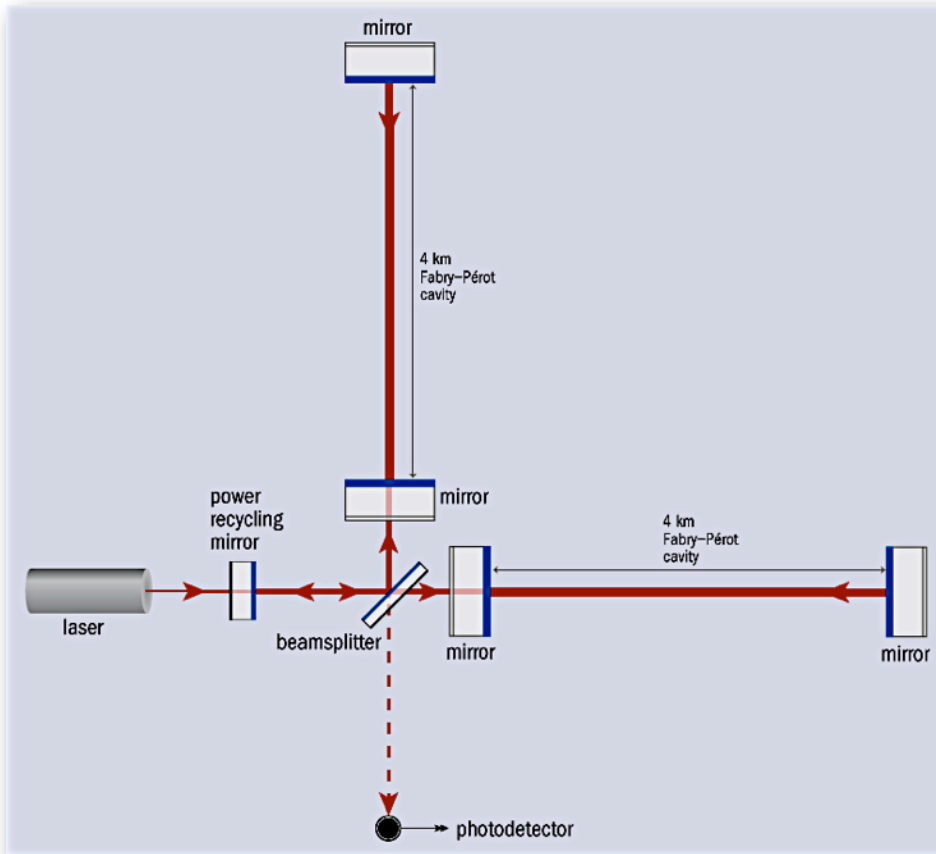 mirror
4 km
Fabry–Pérot
cavity
mirror
power
recycling
mirror
4 km
Fabry–Pérot
cavity
laser
beamsplitter
mirror
mirror
photodetector